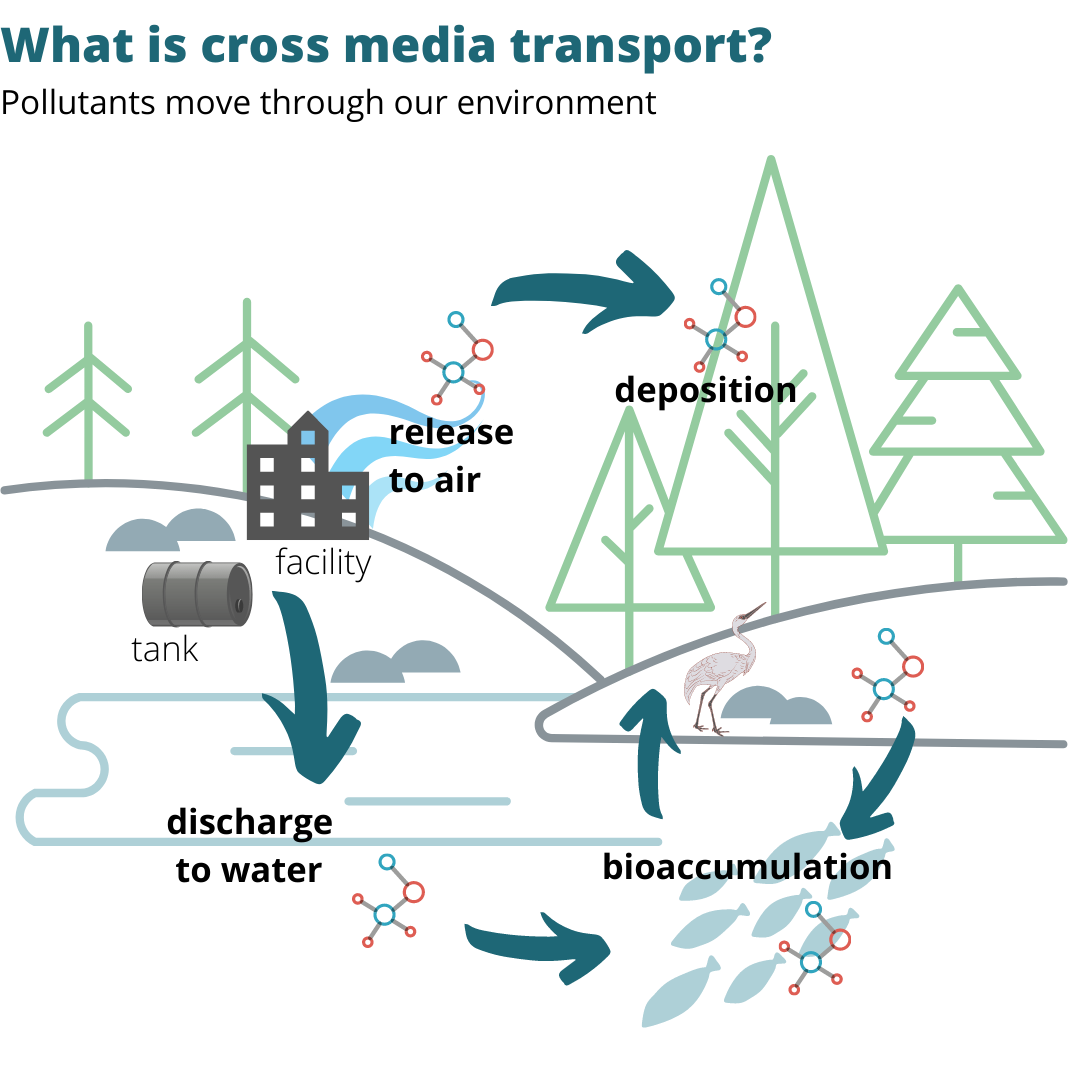 What is cross media transport?
Pollutants move through our environment
deposition
release
to air
facility
tank
discharge
to water
bioaccumulation